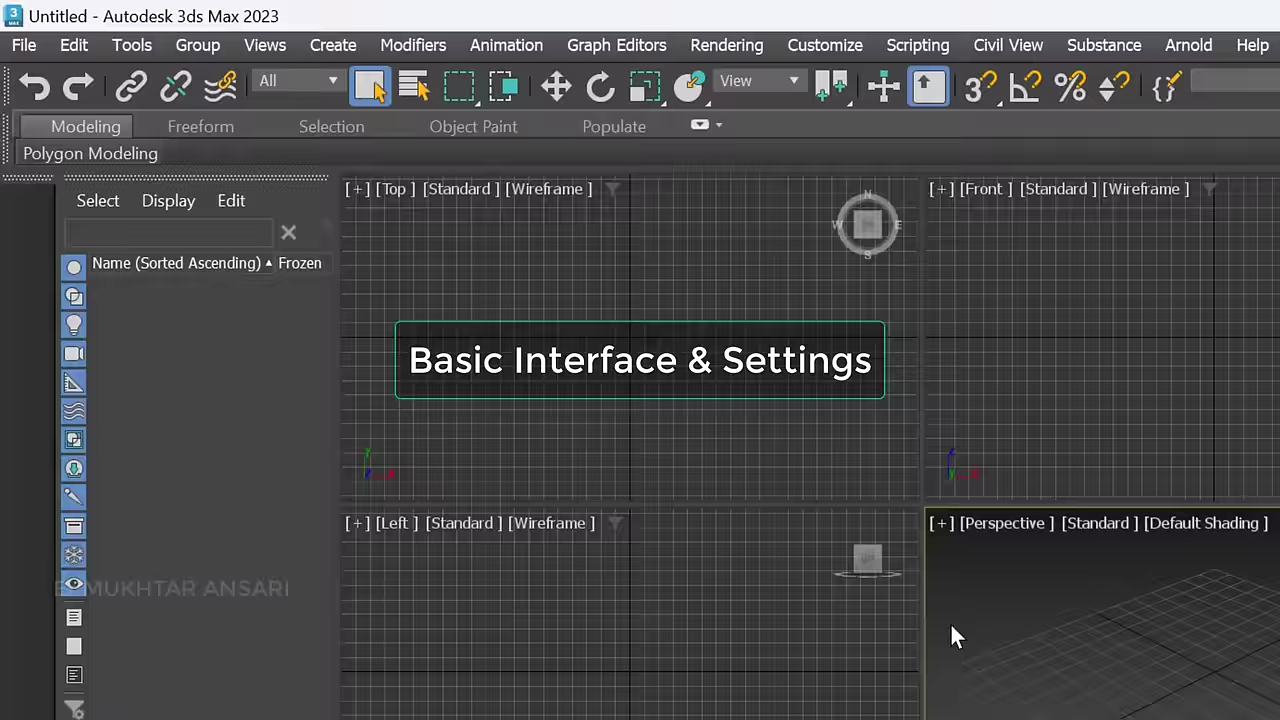 Untitled - Autodesk 3ds Max 2023
File Edit Tools Group Views Create Modifiers Animation Graph Editors Rendering Customize Scripting Civil View Substance Arnold Help
All View
Modeling Freeform Selection Object Paint Populate
Polygon Modeling
Select Display Edit
Name (Sorted Ascending) Frozen
[+] [Top ] [Standard ] [Wireframe ]
N
W E
S
[+] [Front ] [Standard ] [Wireframe ]
Basic Interface & Settings
[+] [Left ] [Standard ] [Wireframe ]
[+] [Perspective ] [Standard ] [Default Shading ]
MUKHTAR ANSARI